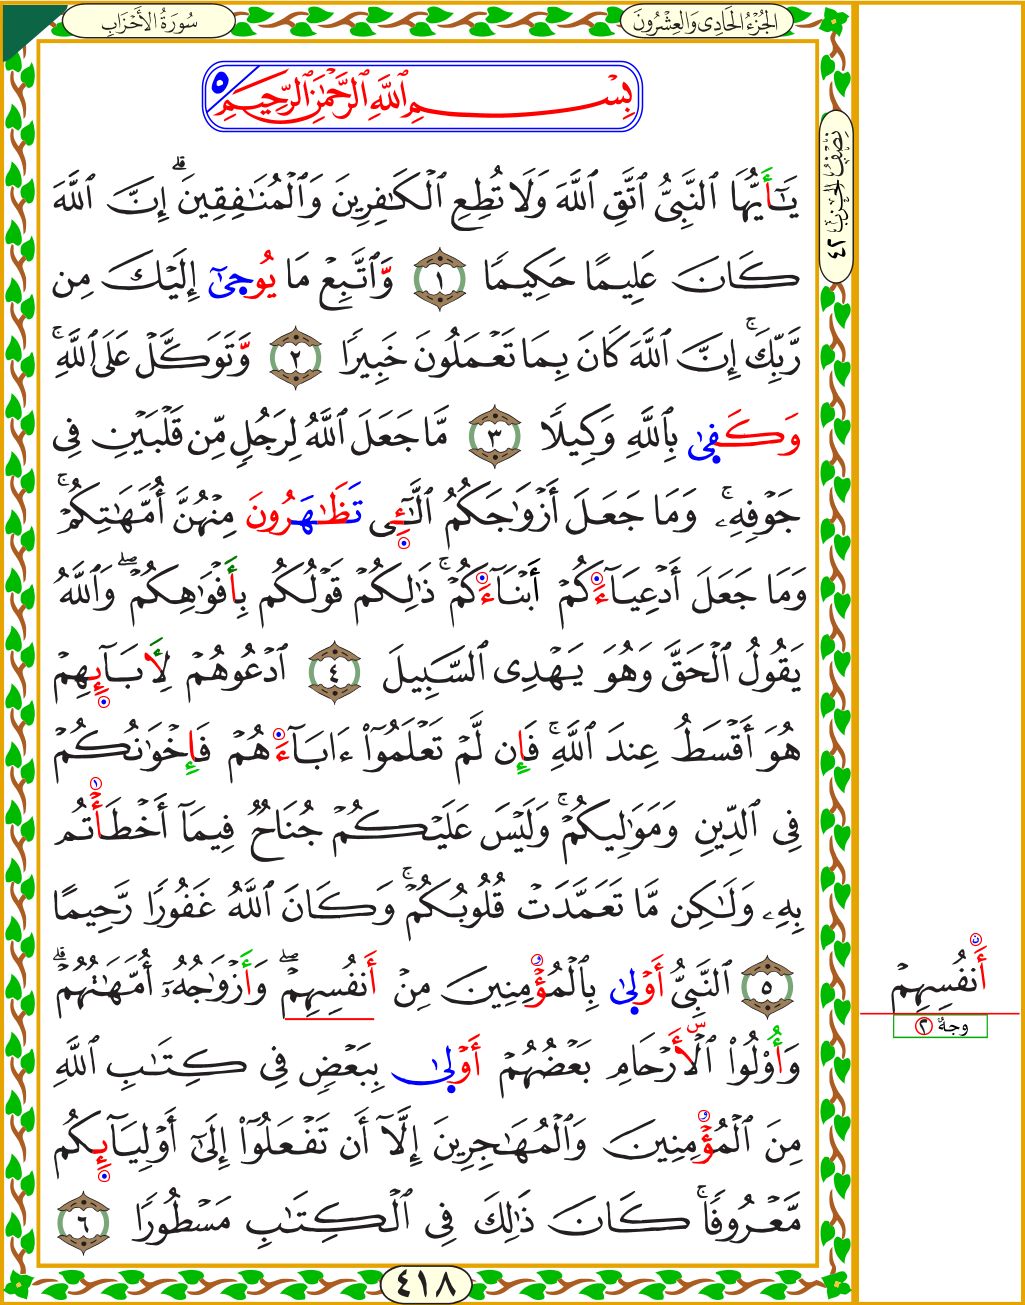 الجُزْءُ الحَادِى وَالعِشْرُونَ
سُورَةُ الأَحْزَابِ
نِصْفُ الحِزْبِ ٤٢
بِسْمِ ٱللَّهِ ٱلرَّحْمَٰنِ ٱلرَّحِيمِ ٥
يَٰٓأَيُّهَا ٱلنَّبِىُّ ٱتَّقِ ٱللَّهَ وَلَا تُطِعِ ٱلْكَٰفِرِينَ وَٱلْمُنَٰفِقِينَ ۗ إِنَّ ٱللَّهَ
كَانَ عَلِيمًا حَكِيمًا ١ وَّٱتَّبِعْ مَا يُوحَىٰٓ إِلَيْكَ مِن
رَّبِّكَ ۚ إِنَّ ٱللَّهَ كَانَ بِمَا تَعْمَلُونَ خَبِيرًا ٢ وَّتَوَكَّلْ عَلَى ٱللَّهِ ۚ
وَكَفِىٰ بِٱللَّهِ وَكِيلًا ٣ مَّا جَعَلَ ٱللَّهُ لِرَجُلٍ مِّن قَلْبَيْنِ فِى
جَوْفِهِۦ ۚ وَمَا جَعَلَ أَزْوَٰجَكُمُ ٱلَّٰٓـِٔى تَظَّٰهَرُونَ مِنْهُنَّ أُمَّهَٰتِكُمْ ۚ
وَمَا جَعَلَ أَدْعِيَآءَكُمْ أَبْنَآءَكُمْ ۚ ذَٰلِكُمْ قَوْلُكُم بِأَفْوَٰهِكُمْ ۖ وَٱللَّهُ
يَقُولُ ٱلْحَقَّ وَهُوَ يَهْدِى ٱلسَّبِيلَ ٤ ٱدْعُوهُمْ لِأَبَآئِهِمْ
هُوَ أَقْسَطُ عِندَ ٱللَّهِ ۚ فَإِن لَّمْ تَعْلَمُوٓا۟ ءَابَآءَهُمْ فَإِخْوَٰنُكُمْ
فِى ٱلدِّينِ وَمَوَٰلِيكُمْ ۚ وَلَيْسَ عَلَيْكُمْ جُنَاحٌ فِيمَآ أَخْطَأْتُم
بِهِۦ وَلَٰكِن مَّا تَعَمَّدَتْ قُلُوبُكُمْ ۚ وَكَانَ ٱللَّهُ غَفُورًا رَّحِيمًا
٥ ٱلنَّبِىُّ أَوْلِىٰ بِٱلْمُؤْمِنِينَ مِنْ أَنفُسِهِمْ ۖ وَأَزْوَٰجُهُۥٓ أُمَّهَٰتُهُمْ ۗ
وَأُو۟لُوا۟ ٱلْأَرْحَامِ بَعْضُهُمْ أَوْلِىٰ بِبَعْضٍ فِى كِتَٰبِ ٱللَّهِ
مِنَ ٱلْمُؤْمِنِينَ وَٱلْمُهَٰجِرِينَ إِلَّآ أَن تَفْعَلُوٓا۟ إِلَىٰٓ أَوْلِيَآئِكُم
مَّعْرُوفًا ۚ كَانَ ذَٰلِكَ فِى ٱلْكِتَٰبِ مَسْطُورًا ٦
أَنفُسِهِمْ ن
وجهٌ ٢
٤١٨